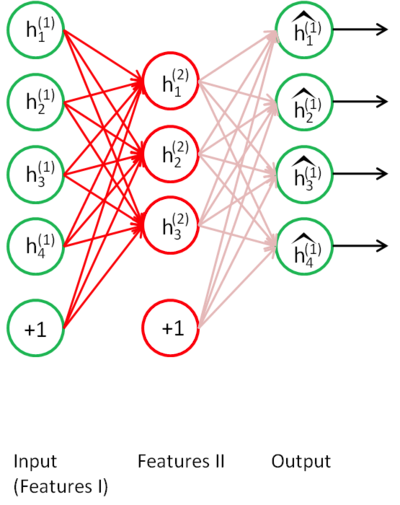 h₁⁽¹⁾
h₂⁽¹⁾
h₃⁽¹⁾
h₄⁽¹⁾
+1
h₁⁽²⁾
h₂⁽²⁾
h₃⁽²⁾
+1
ĥ₁⁽¹⁾
ĥ₂⁽¹⁾
ĥ₃⁽¹⁾
ĥ₄⁽¹⁾
Input
(Features I)
Features II
Output